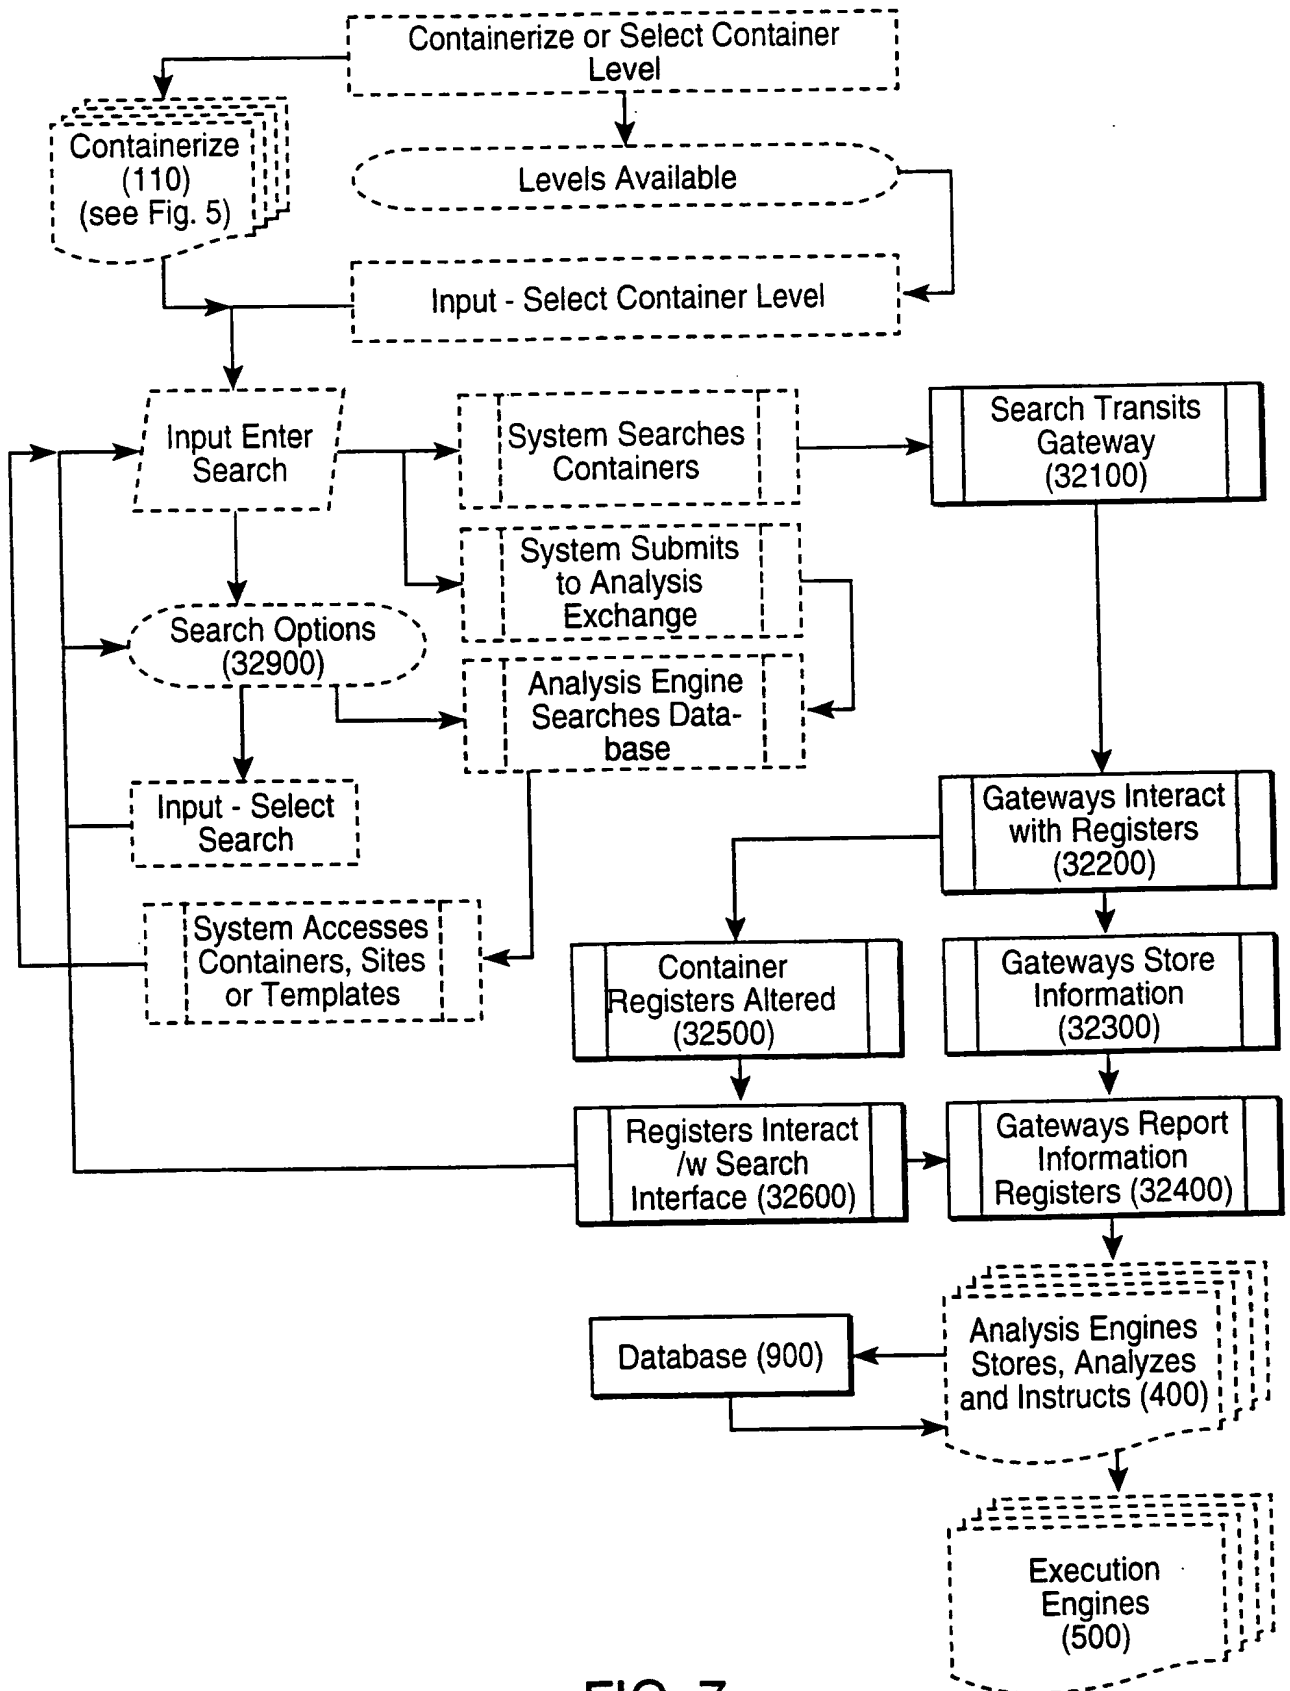 Containerize or Select Container
Level
Containerize
(110)
(see Fig. 5)
Levels Available
Input - Select Container Level
Input Enter
Search
System Searches
Containers
Search Transits
Gateway
(32100)
System Submits
to Analysis
Exchange
Search Options
(32900)
Analysis Engine
Searches Data-
base
Input - Select
Search
Gateways Interact
with Registers
(32200)
System Accesses
Containers, Sites
or Templates
Container
Registers Altered
(32500)
Gateways Store
Information
(32300)
Registers Interact
/w Search
Interface (32600)
Gateways Report
Information
Registers (32400)
Database (900)
Analysis Engines
Stores, Analyzes
and Instructs (400)
Execution
Engines
(500)
FIG. 7